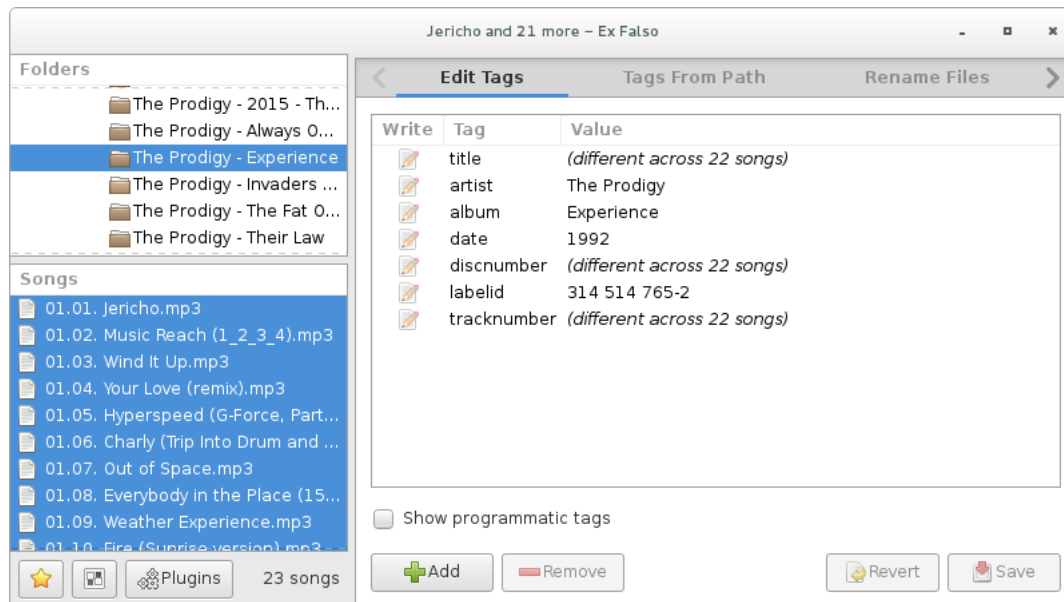 Jericho and 21 more – Ex Falso
Folders
The Prodigy - 2015 - Th...
The Prodigy - Always O...
The Prodigy - Experience
The Prodigy - Invaders ...
The Prodigy - The Fat O...
The Prodigy - Their Law
Songs
01.01. Jericho.mp3
01.02. Music Reach (1_2_3_4).mp3
01.03. Wind It Up.mp3
01.04. Your Love (remix).mp3
01.05. Hyperspeed (G-Force, Part...
01.06. Charly (Trip Into Drum and ...
01.07. Out of Space.mp3
01.08. Everybody in the Place (15...
01.09. Weather Experience.mp3
01.10. Fire (Sunrise version).mp3
Plugins 23 songs
Edit Tags Tags From Path Rename Files
Write Tag Value
title (different across 22 songs)
artist The Prodigy
album Experience
date 1992
discnumber (different across 22 songs)
labelid 314 514 765-2
tracknumber (different across 22 songs)
Show programmatic tags
Add Remove Revert Save